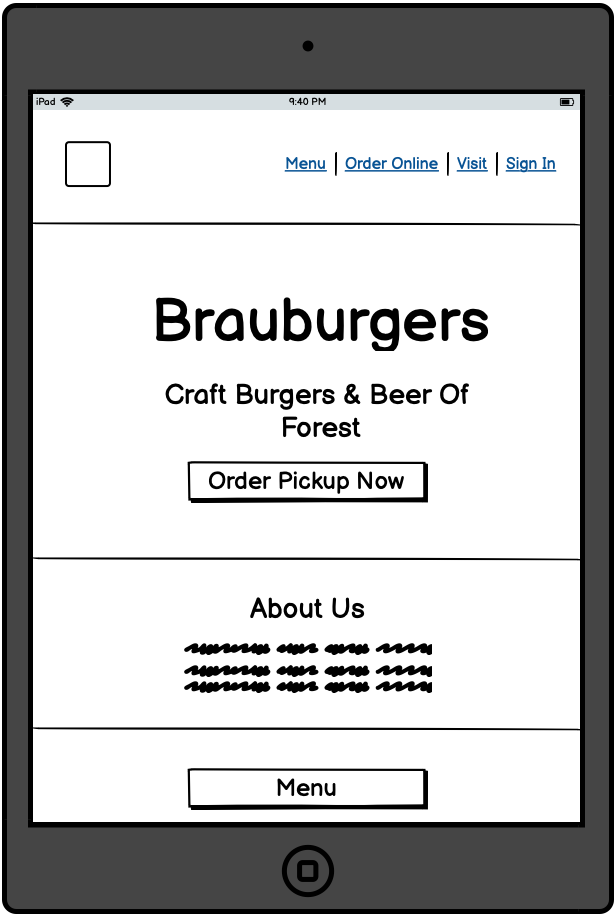 iPad 9:40 PM
Menu Order Online Visit Sign In
Brauburgers
Craft Burgers & Beer Of
Forest
Order Pickup Now
About Us
Menu